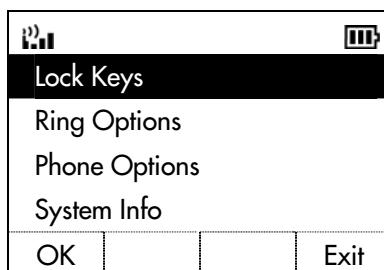 Lock Keys
Ring Options
Phone Options
System Info
OK Exit